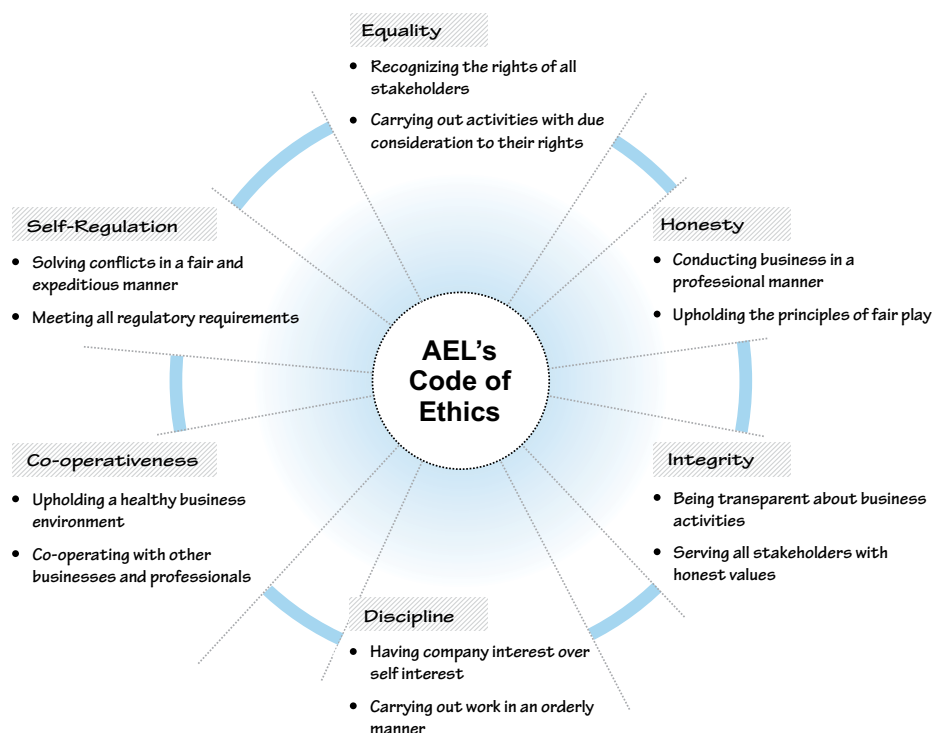 Equality
• Recognizing the rights of all
stakeholders
• Carrying out activities with due
consideration to their rights
Self-Regulation
• Solving conflicts in a fair and
expeditious manner
• Meeting all regulatory requirements
Honesty
• Conducting business in a
professional manner
• Upholding the principles of fair play
AEL's
Code of
Ethics
Co-operativeness
• Upholding a healthy business
environment
• Co-operating with other
businesses and professionals
Integrity
• Being transparent about business
activities
• Serving all stakeholders with
honest values
Discipline
• Having company interest over
self interest
• Carrying out work in an orderly
manner